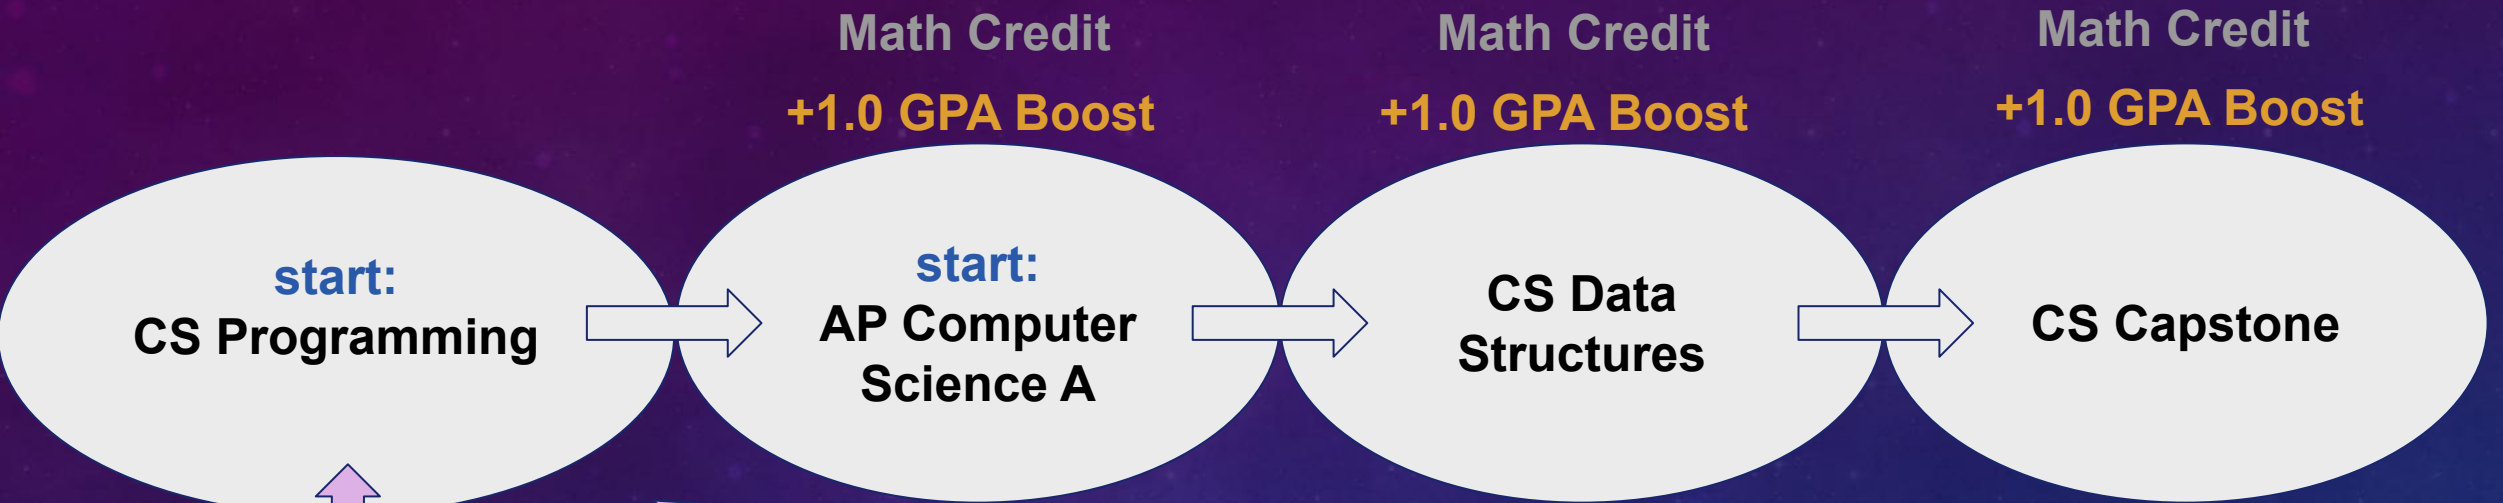 Math Credit
+1.0 GPA Boost
Math Credit
+1.0 GPA Boost
Math Credit
+1.0 GPA Boost
start:
CS Programming
start:
AP Computer
Science A
CS Data
Structures
CS Capstone